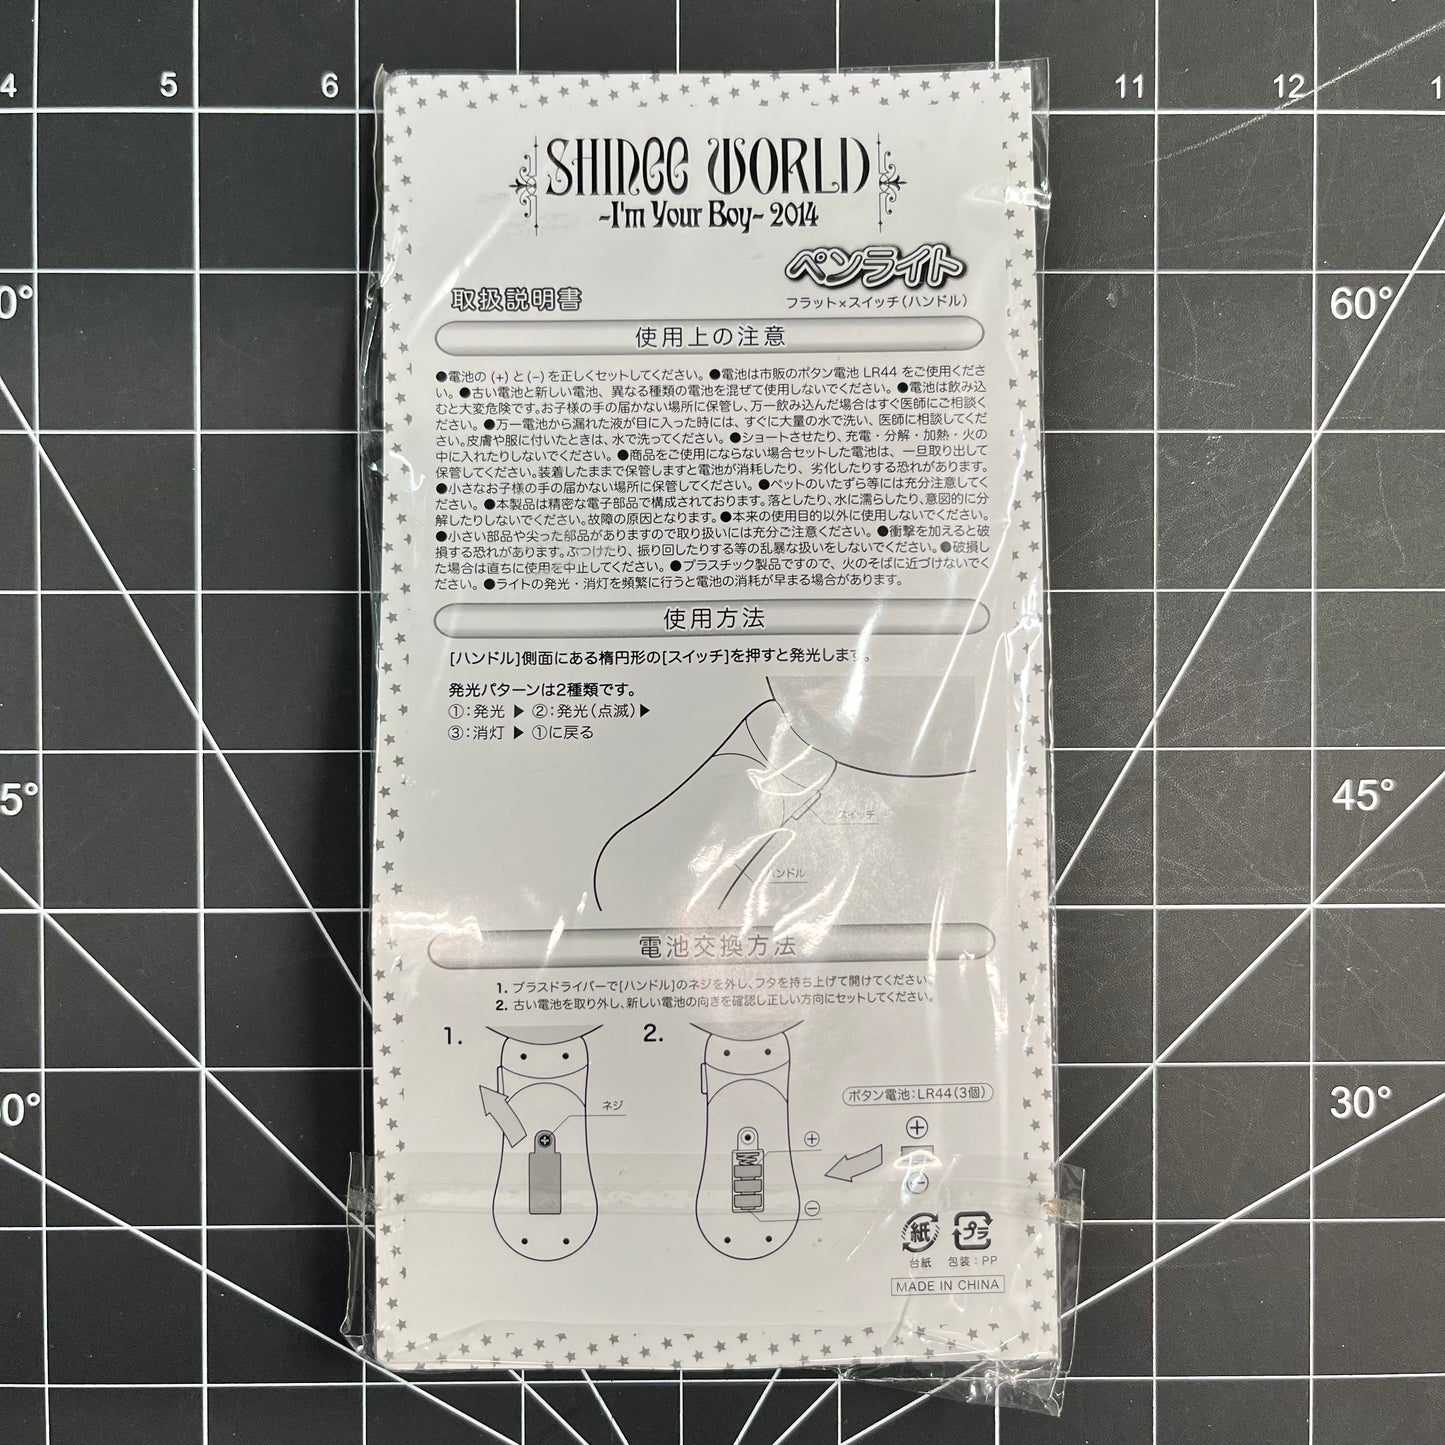 4 5 6 11 12 1
SHINee WORLD
~I'm Your Boy~ 2014
ペンライト
取扱説明書 フラット×スイッチ(ハンドル)
使用上の注意
●電池の (+) と (−) を正しくセットしてください。●電池は市販のボタン電池 LR44 をご使用くださ
い。●古い電池と新しい電池、異なる種類の電池を混ぜて使用しないでください。●電池は飲み込
むと大変危険です。お子様の手の届かない場所に保管し、万一飲み込んだ場合はすぐ医師にご相談く
ださい。●万一電池から漏れた液が目に入った時には、すぐに大量の水で洗い、医師に相談してくだ
さい。皮膚や服に付いたときは、水で洗ってください。●ショートさせたり、充電・分解・加熱・火の
中に入れたりしないでください。●商品をご使用にならない場合セットした電池は、一旦取り出して
保管してください。装着したままで保管しますと電池が消耗したり、劣化したりする恐れがあります。
●小さなお子様の手の届かない場所に保管してください。●ペットのいたずら等には充分注意してく
ださい。●本製品は精密な電子部品で構成されております。落としたり、水に濡らしたり、意図的に分
解したりしないでください。故障の原因となります。●本来の使用目的以外に使用しないでください。
●小さい部品や尖った部品がありますので取り扱いには充分ご注意ください。●衝撃を加えると破
損する恐れがあります。ぶつけたり、振り回したりする等の乱暴な扱いをしないでください。●破損し
た場合は直ちに使用を中止してください。●プラスチック製品ですので、火のそばに近づけないでく
ださい。●ライトの発光・消灯を頻繁に行うと電池の消耗が早まる場合があります。
0° 60°
使用方法
[ハンドル]側面にある楕円形の[スイッチ]を押すと発光します。
発光パターンは2種類です。
①:発光 ▶ ②:発光(点滅)▶
③:消灯 ▶ ①に戻る
スイッチ
ンドル
5° 45°
電池交換方法
1. プラスドライバーで[ハンドル]のネジを外し、フタを持ち上げて開けてください。
2. 古い電池を取り外し、新しい電池の向きを確認し正しい方向にセットしてください。
1. 2.
ネジ
ボタン電池:LR44(3個)
⊕ ⊕
⊖ ⊖
0° 30°
紙 プラ
台紙 包装:PP
MADE IN CHINA